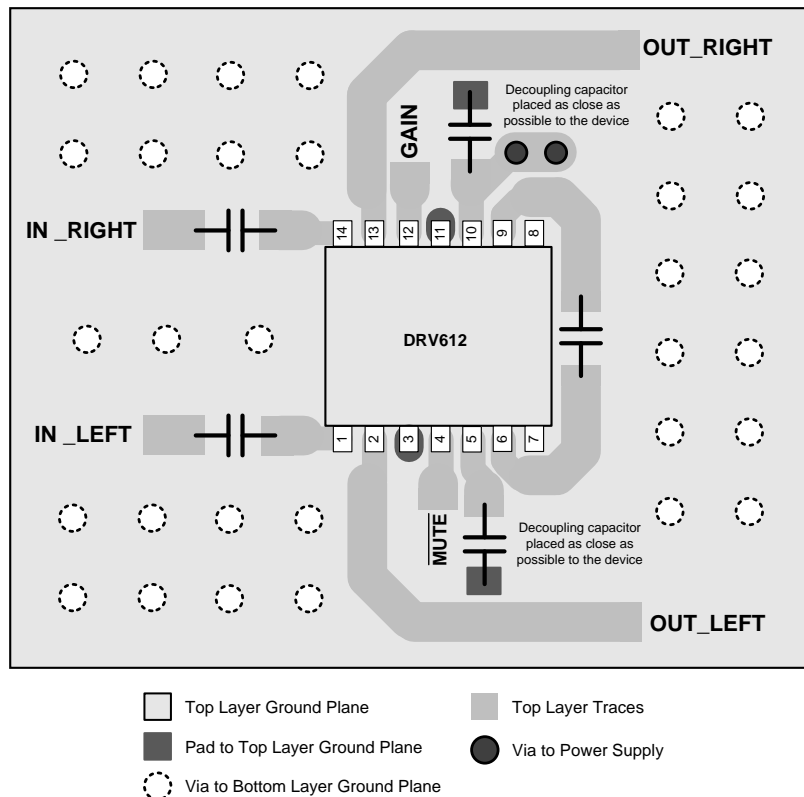 OUT_RIGHT
Decoupling capacitor
placed as close as
possible to the device
GAIN
IN _RIGHT
14
13
12
11
10
9
8
DRV612
IN _LEFT
1
2
3
4
5
6
7
MUTE
Decoupling capacitor
placed as close as
possible to the device
OUT_LEFT
Top Layer Ground Plane
Top Layer Traces
Pad to Top Layer Ground Plane
Via to Power Supply
Via to Bottom Layer Ground Plane